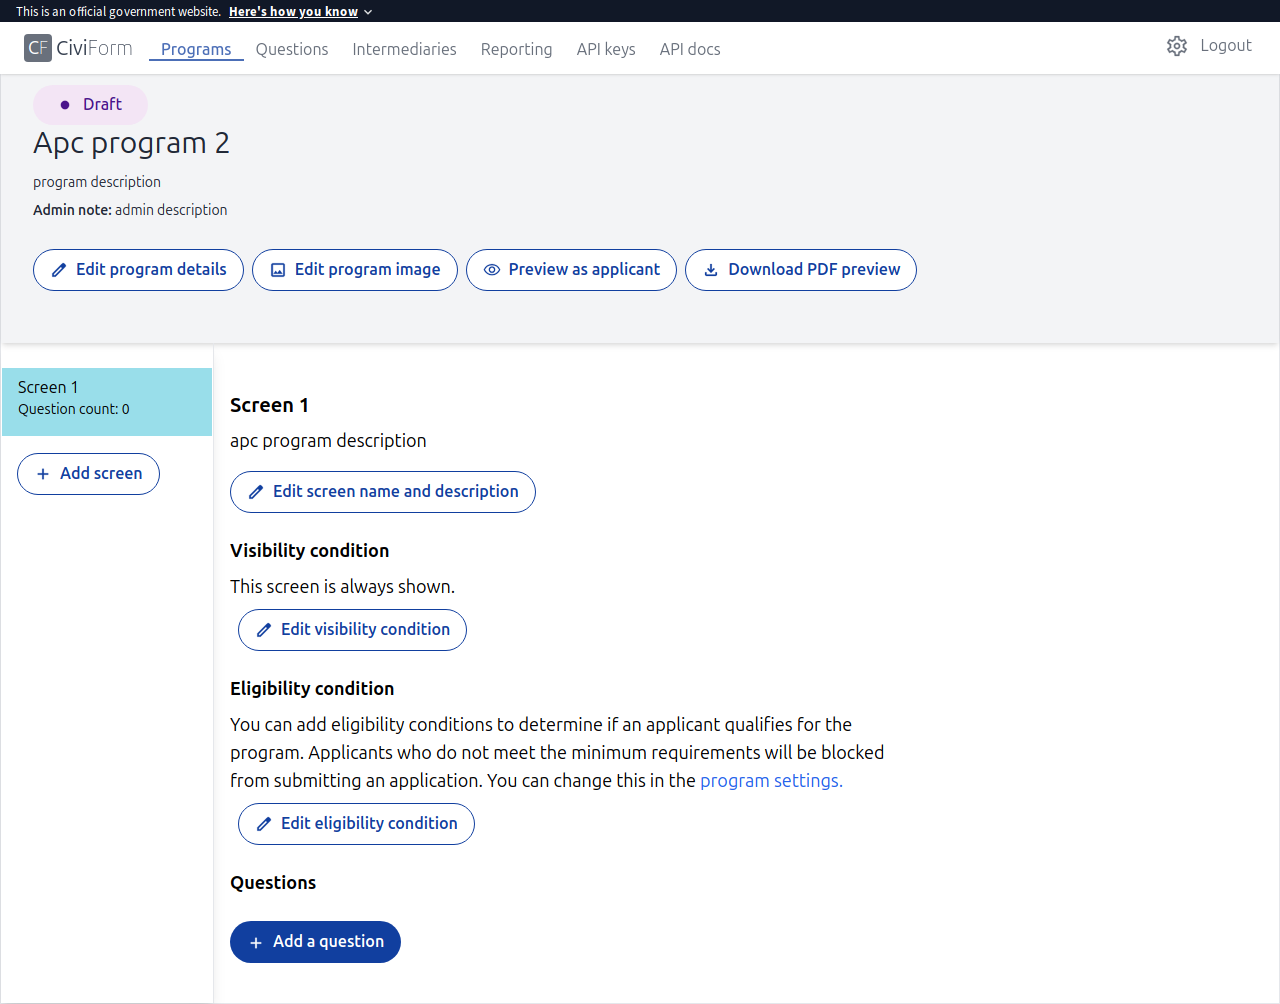 This is an official government website. Here's how you know
CF CiviForm Programs Questions Intermediaries Reporting API keys API docs Logout
Draft
Apc program 2
program description
Admin note: admin description
Edit program details Edit program image Preview as applicant Download PDF preview
Screen 1
Question count: 0
Add screen
Screen 1
apc program description
Edit screen name and description
Visibility condition
This screen is always shown.
Edit visibility condition
Eligibility condition
You can add eligibility conditions to determine if an applicant qualifies for the
program. Applicants who do not meet the minimum requirements will be blocked
from submitting an application. You can change this in the program settings.
Edit eligibility condition
Questions
Add a question